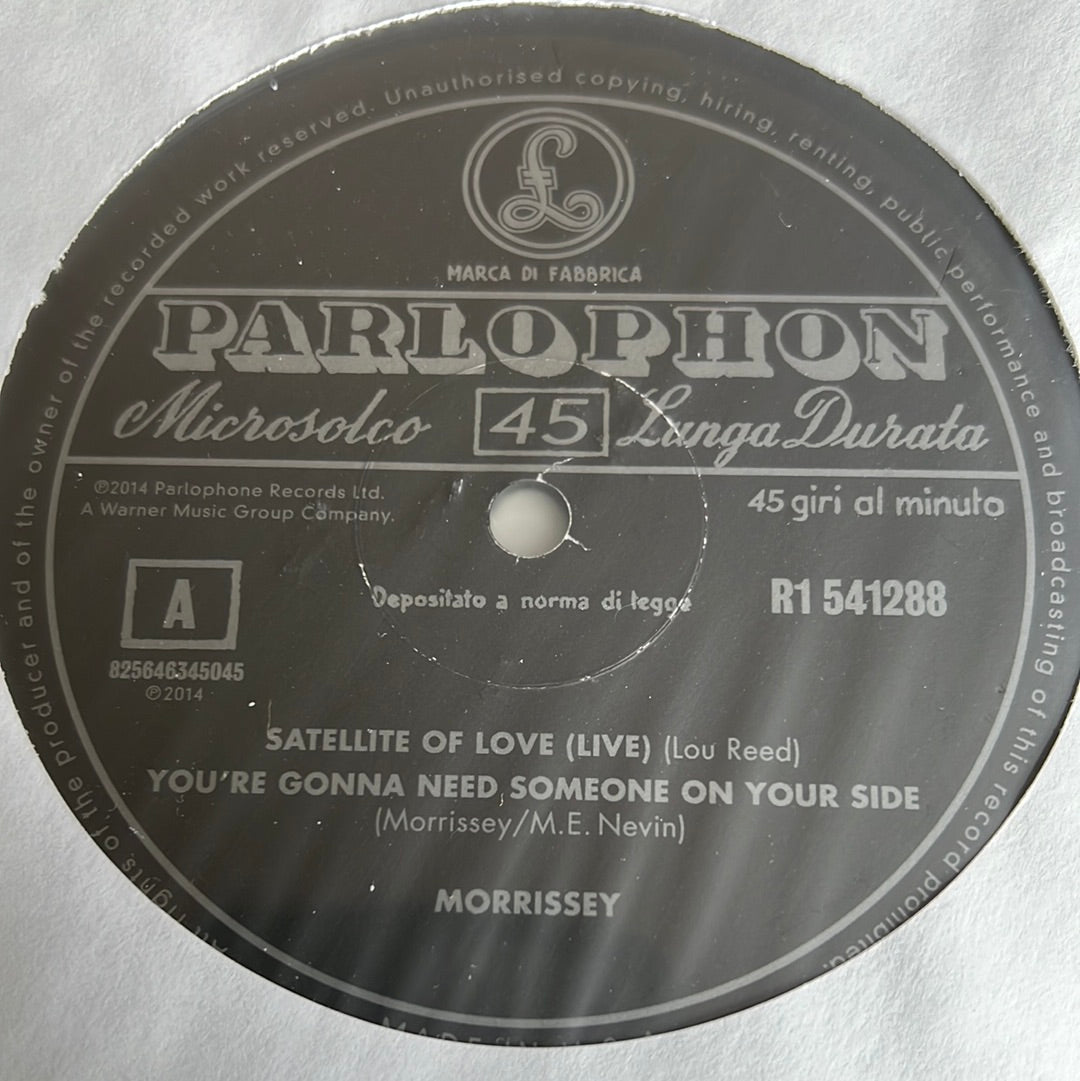 All rights of the producer and of the owner of the recorded work reserved. Unauthorised copying, hiring, renting, public performance and broadcasting of this record prohibited.
£
MARCA DI FABBRICA
PARLOPHON
Microsolco 45 Lunga Durata
℗2014 Parlophone Records Ltd.
A Warner Music Group Company.
45 giri al minuto
A
Depositato a norma di legge
R1 541288
825646345045
℗2014
SATELLITE OF LOVE (LIVE) (Lou Reed)
YOU'RE GONNA NEED SOMEONE ON YOUR SIDE
(Morrissey/M.E. Nevin)
MORRISSEY
MADE IN